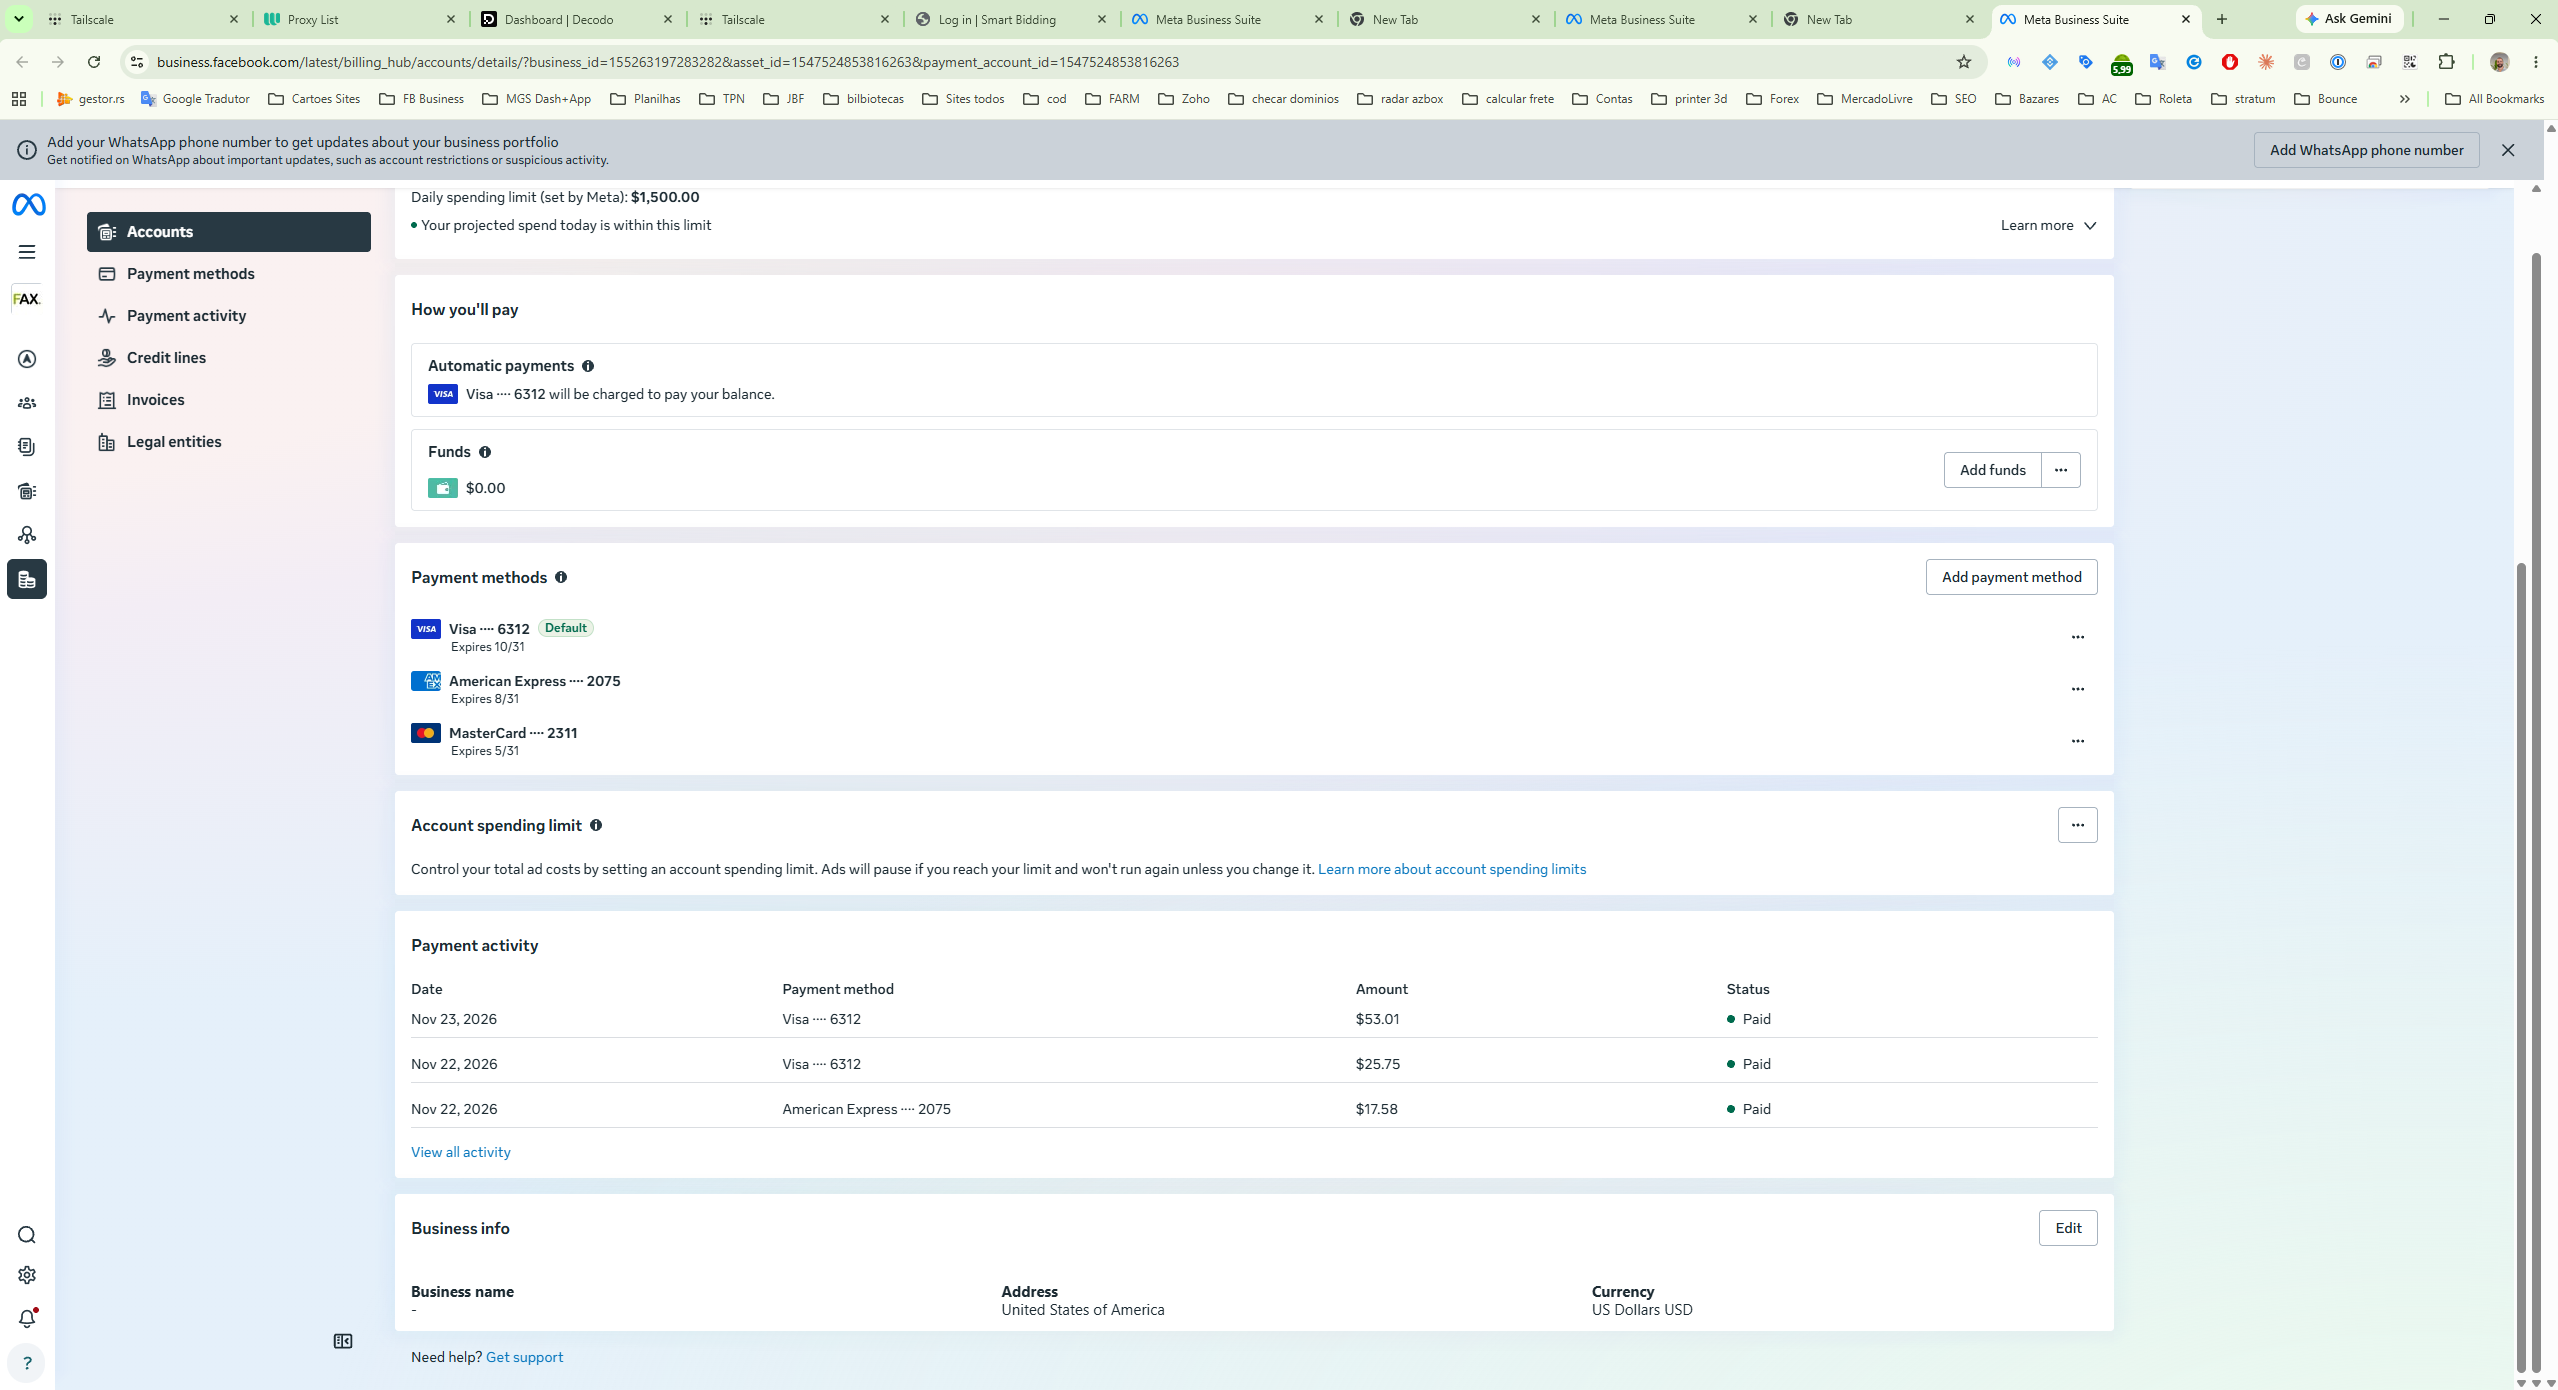 Tailscale
Proxy List
Dashboard | Decodo
Tailscale
Log in | Smart Bidding
Meta Business Suite
New Tab
Meta Business Suite
New Tab
Meta Business Suite
Ask Gemini
business.facebook.com/latest/billing_hub/accounts/details/?business_id=155263197283282&asset_id=1547524853816263&payment_account_id=1547524853816263
5,99
gestor.rs
Google Tradutor
Cartoes Sites
FB Business
MGS Dash+App
Planilhas
TPN
JBF
bilbiotecas
Sites todos
cod
FARM
Zoho
checar dominios
radar azbox
calcular frete
Contas
printer 3d
Forex
MercadoLivre
SEO
Bazares
AC
Roleta
stratum
Bounce
All Bookmarks
Add your WhatsApp phone number to get updates about your business portfolio
Get notified on WhatsApp about important updates, such as account restrictions or suspicious activity.
Add WhatsApp phone number
FAX.
Accounts
Payment methods
Payment activity
Credit lines
Invoices
Legal entities
Daily spending limit (set by Meta): $1,500.00
Your projected spend today is within this limit
Learn more
How you'll pay
Automatic payments
VISA Visa ···· 6312 will be charged to pay your balance.
Funds
$0.00
Add funds
Payment methods
Add payment method
VISA Visa ···· 6312 Default
Expires 10/31
AM EX American Express ···· 2075
Expires 8/31
MasterCard ···· 2311
Expires 5/31
Account spending limit
Control your total ad costs by setting an account spending limit. Ads will pause if you reach your limit and won't run again unless you change it. Learn more about account spending limits
Payment activity
Date Payment method Amount Status
Nov 23, 2026 Visa ···· 6312 $53.01 Paid
Nov 22, 2026 Visa ···· 6312 $25.75 Paid
Nov 22, 2026 American Express ···· 2075 $17.58 Paid
View all activity
Business info
Edit
Business name Address Currency
- United States of America US Dollars USD
Need help? Get support